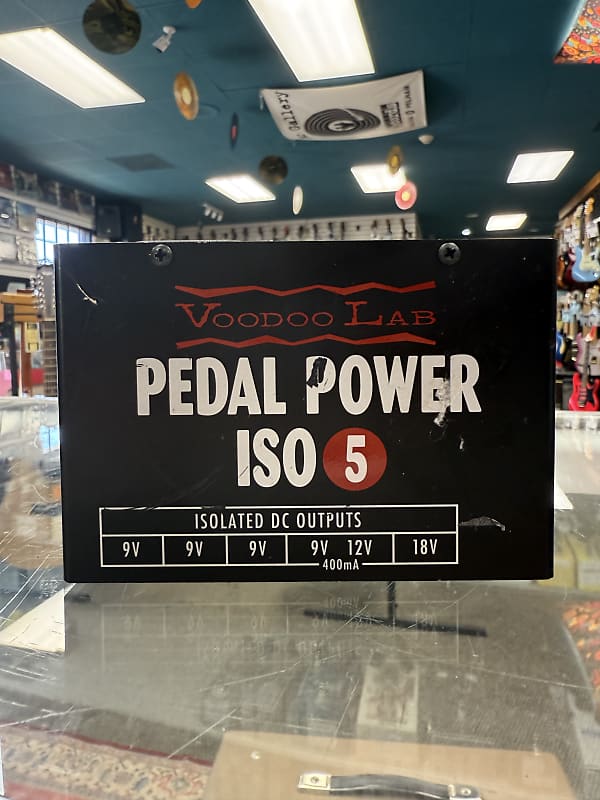 VOODOO LAB
PEDAL POWER
ISO 5
ISOLATED DC OUTPUTS
9V 9V 9V 9V 12V 18V
400mA